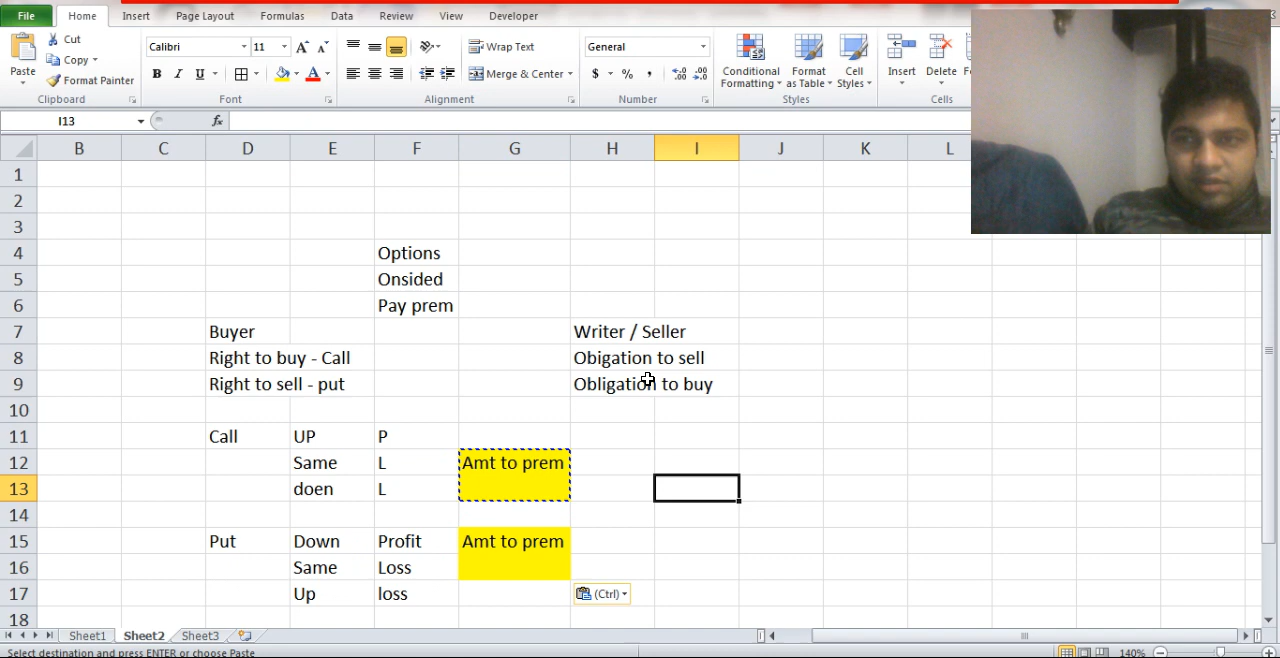 File Home Insert Page Layout Formulas Data Review View Developer
Cut
Calibri 11 A A Wrap Text General
Copy
Paste Conditional Format Cell Insert Delete
Format Painter B I U A Merge & Center $ % , Formatting as Table Styles
Clipboard Font Alignment Number Styles Cells
I13 fx
B C D E F G H I J K L
1
2
3
4 Options
5 Onsided
6 Pay prem
7 Buyer Writer / Seller
8 Right to buy - Call Obigation to sell
9 Right to sell - put Obligation to buy
10
11 Call UP P
12 Same L Amt to prem
13 doen L
14
15 Put Down Profit Amt to prem
16 Same Loss
17 Up loss (Ctrl)
18
Sheet1 Sheet2 Sheet3
Select destination and press ENTER or choose Paste 140%